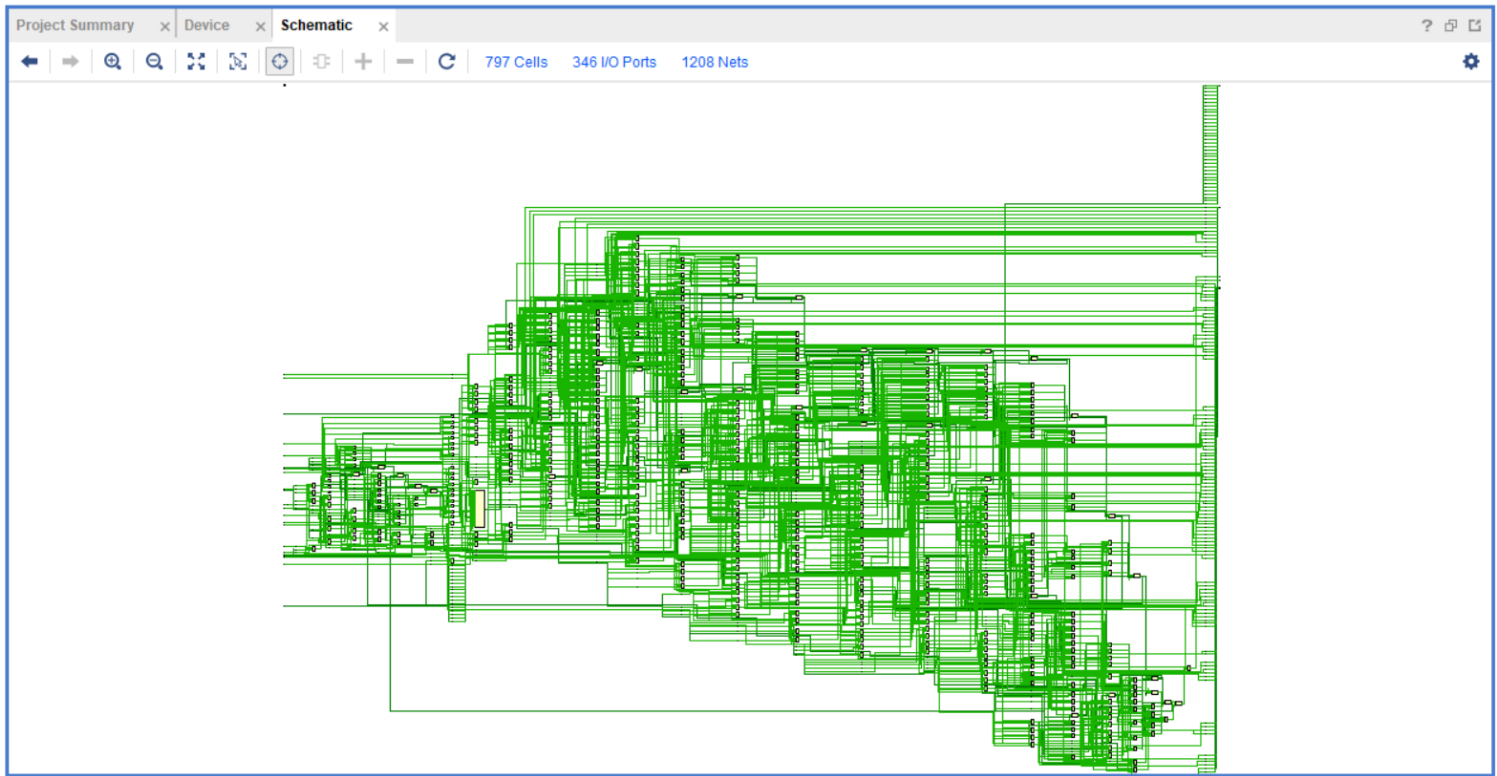 Project Summary × Device × Schematic × ?
797 Cells 346 I/O Ports 1208 Nets